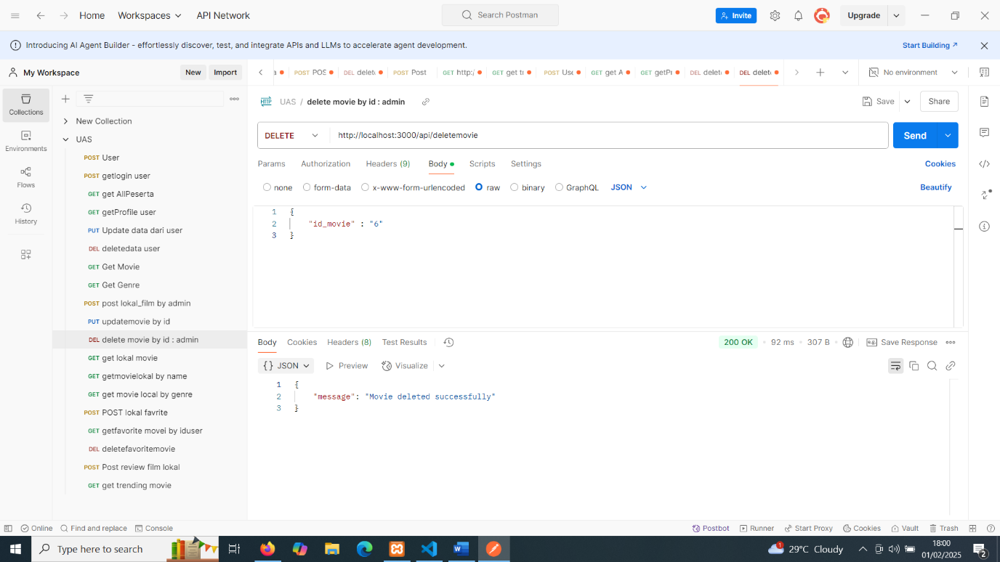 Home Workspaces API Network Search Postman Invite Upgrade
Introducing AI Agent Builder - effortlessly discover, test, and integrate APIs and LLMs to accelerate agent development. Start Building
My Workspace New Import
POST POS DEL delet POST Post GET http:/ GET get tr POST Use GET get A GET getPr DEL delet DEL delet No environment
Collections
Environments
Flows
History
New Collection
UAS
POST User
POST getlogin user
GET get AllPeserta
GET getProfile user
PUT Update data dari user
DEL deletedata user
GET Get Movie
GET Get Genre
POST post lokal_film by admin
PUT updatemovie by id
DEL delete movie by id : admin
GET get lokal movie
GET getmovielokal by name
GET get movie local by genre
POST POST lokal favrite
GET getfavorite movei by iduser
DEL deletefavoritemovie
POST Post review film lokal
GET get trending movie
HTTP UAS / delete movie by id : admin Save Share
DELETE http://localhost:3000/api/deletemovie Send
Params Authorization Headers (9) Body Scripts Settings Cookies
none form-data x-www-form-urlencoded raw binary GraphQL JSON Beautify
1 {
2 "id_movie" : "6"
3 }
Body Cookies Headers (8) Test Results 200 OK 92 ms 307 B e.g. Save Response
{} JSON Preview Visualize
1 {
2 "message": "Movie deleted successfully"
3 }
Online Find and replace Console Postbot Runner Start Proxy Cookies Vault Trash
Type here to search 1 29°C Cloudy 18:00
01/02/2025 2